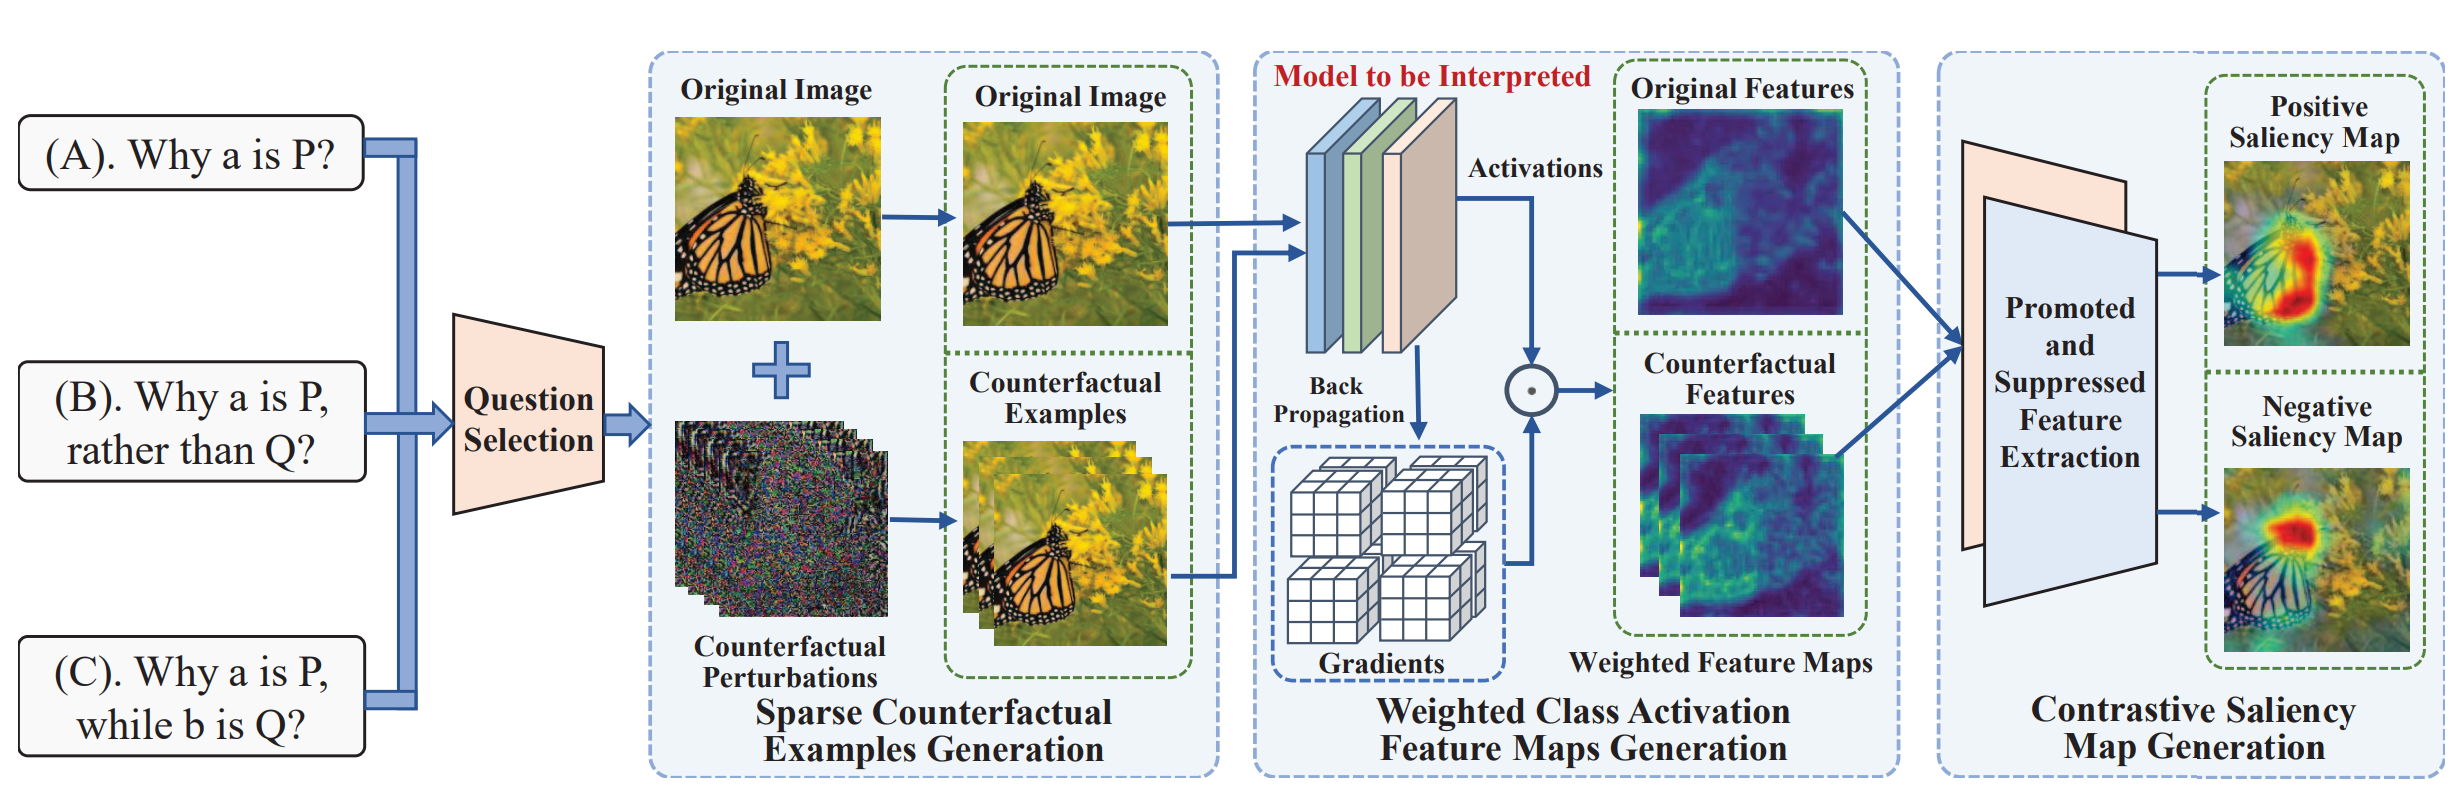 (A). Why a is P?
(B). Why a is P,
rather than Q?
(C). Why a is P,
while b is Q?
Question
Selection
Original Image
Counterfactual
Perturbations
Original Image
Counterfactual
Examples
Sparse Counterfactual
Examples Generation
Model to be Interpreted
Activations
Back
Propagation
Gradients
Original Features
Counterfactual
Features
Weighted Feature Maps
Weighted Class Activation
Feature Maps Generation
Promoted
and
Suppressed
Feature
Extraction
Positive
Saliency Map
Negative
Saliency Map
Contrastive Saliency
Map Generation